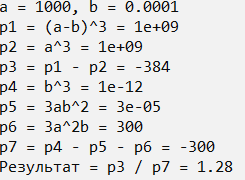 a = 1000, b = 0.0001
p1 = (a-b)^3 = 1e+09
p2 = a^3 = 1e+09
p3 = p1 - p2 = -384
p4 = b^3 = 1e-12
p5 = 3ab^2 = 3e-05
p6 = 3a^2b = 300
p7 = p4 - p5 - p6 = -300
Результат = p3 / p7 = 1.28